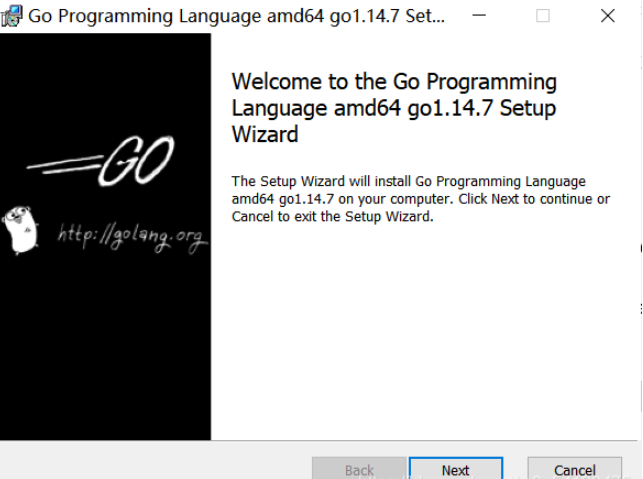 Go Programming Language amd64 go1.14.7 Set...
Welcome to the Go Programming
Language amd64 go1.14.7 Setup
Wizard
GO
http://golang.org
The Setup Wizard will install Go Programming Language
amd64 go1.14.7 on your computer. Click Next to continue or
Cancel to exit the Setup Wizard.
Back Next Cancel